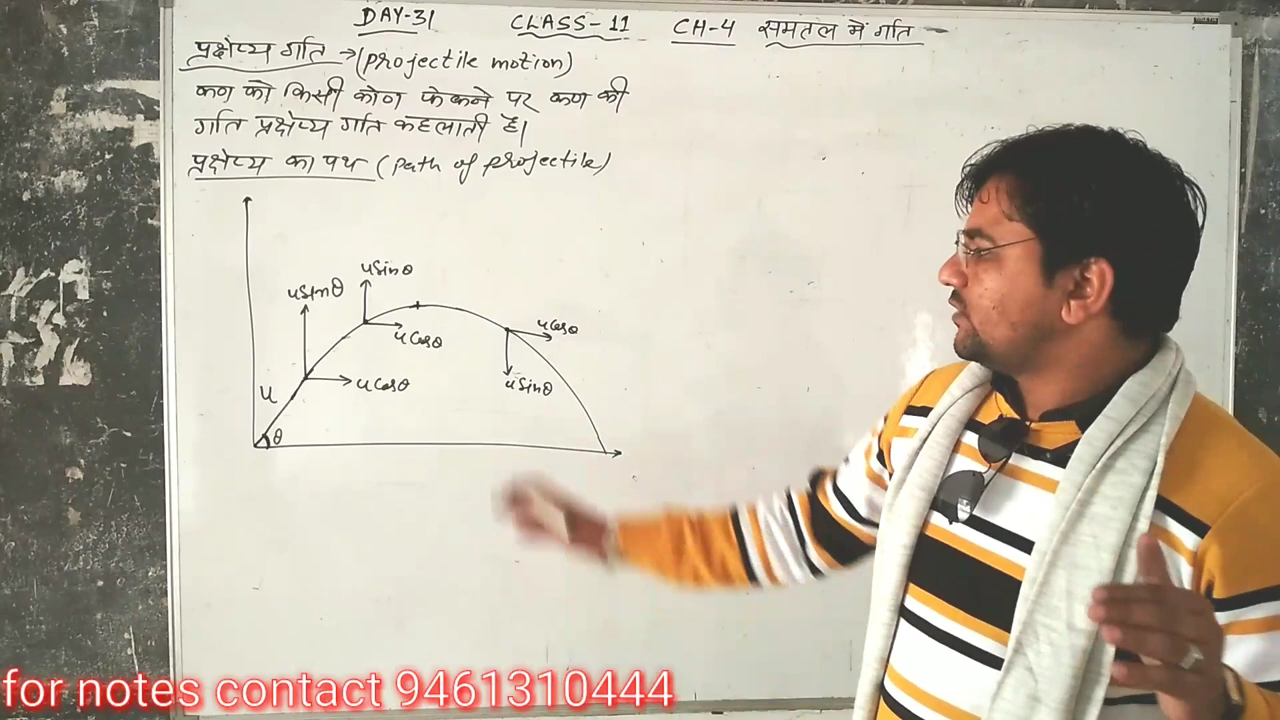 DAY-31 CLASS-11 CH-4 समतल में गति
प्रक्षेप्य गति → (projectile motion)
कण को किसी कोण फेकने पर कण की
गति प्रक्षेप्य गति कहलाती है।
प्रक्षेप्य का पथ (Path of projectile)
usinθ
usinθ
ucosθ
ucosθ
u
ucosθ
usinθ
θ
for notes contact 9461310444